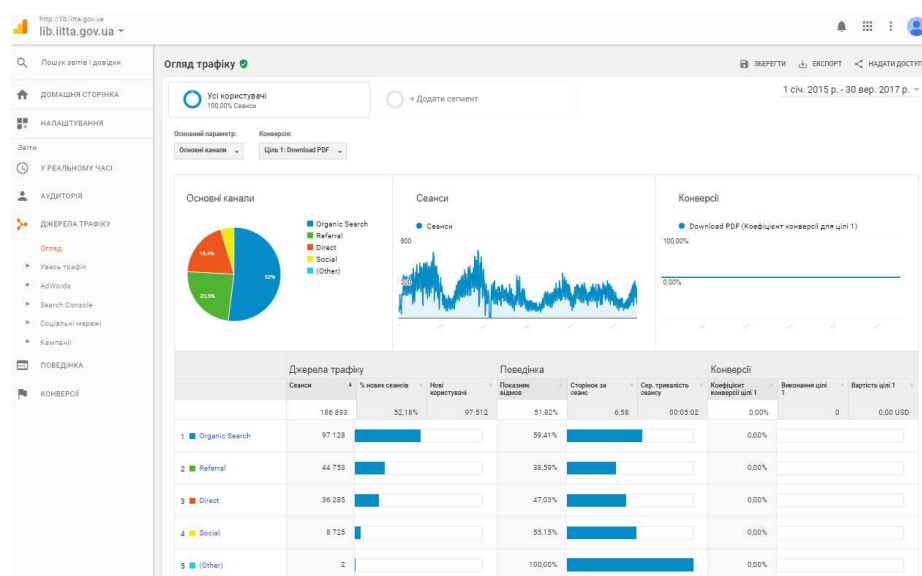 http://lib.iitta.gov.ua
lib.iitta.gov.ua
Пошук звітів і довідки
ДОМАШНЯ СТОРІНКА
НАЛАШТУВАННЯ
Звіти
У РЕАЛЬНОМУ ЧАСІ
АУДИТОРІЯ
ДЖЕРЕЛА ТРАФІКУ
Огляд
Увесь трафік
AdWords
Search Console
Соціальні мережі
Кампанії
ПОВЕДІНКА
КОНВЕРСІЇ
Огляд трафіку
ЗБЕРЕГТИ ЕКСПОРТ НАДАТИ ДОСТУП
Усі користувачі
100,00% Сеанси
+ Додати сегмент
1 січ. 2015 р. - 30 вер. 2017 р.
Основний параметр: Конверсія:
Основні канали Ціль 1: Download PDF
Основні канали
Organic Search
Referral
Direct
Social
(Other)
52%
23,9%
Сеанси
Сеанси
800
Конверсії
Download PDF (Коефіцієнт конверсії для цілі 1)
100,00%
0,00%
Джерела трафіку Поведінка Конверсії
Сеанси % нових сеансів Нові користувачі Показник відмов Сторінок за сеанс Сер. тривалість сеансу Коефіцієнт конверсії цілі 1 Виконання цілі 1 Вартість цілі 1
186 893 52,18% 97 512 51,82% 6,58 00:05:02 0,00% 0 0,00 USD
1 Organic Search 97 128 59,41% 0,00%
2 Referral 44 753 38,59% 0,00%
3 Direct 36 285 47,03% 0,00%
4 Social 8 725 55,15% 0,00%
5 (Other) 2 100,00% 0,00%